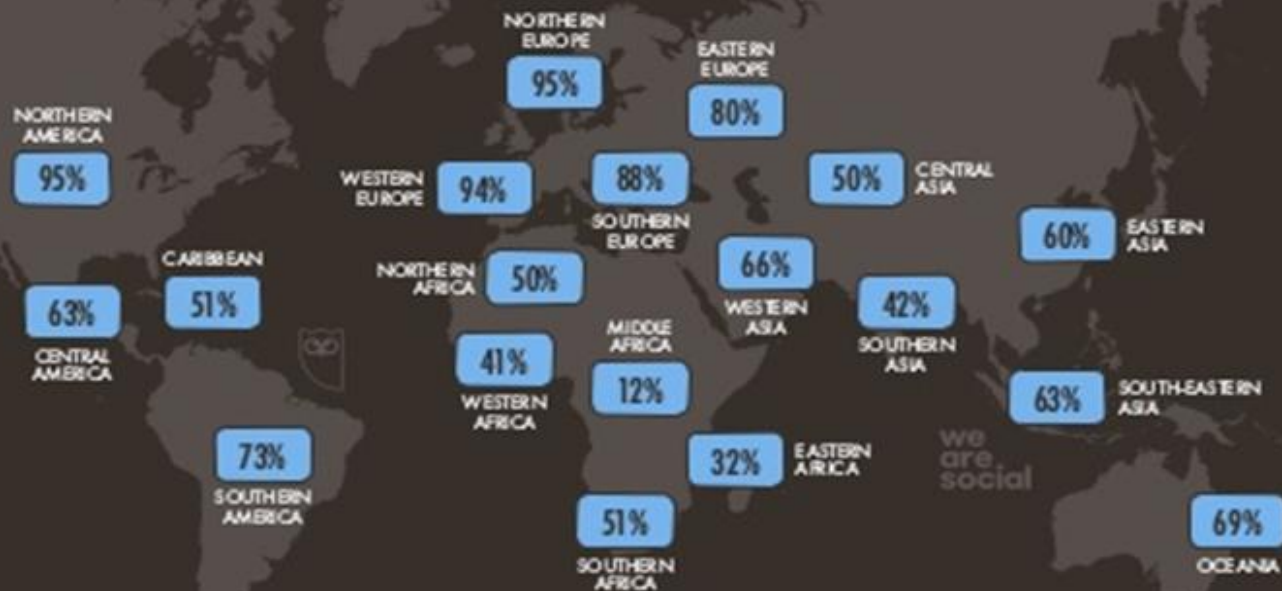 NORTHERN
EUROPE
95%
EASTERN
EUROPE
80%
NORTHERN
AMERICA
95%
WESTERN
EUROPE
94%
88%
SOUTHERN
EUROPE
50%
CENTRAL
ASIA
60%
EASTERN
ASIA
CARIBBEAN
51%
NORTHERN
AFRICA
50%
66%
WESTERN
ASIA
42%
SOUTHERN
ASIA
63%
CENTRAL
AMERICA
41%
WESTERN
AFRICA
MIDDLE
AFRICA
12%
63%
SOUTH-EASTERN
ASIA
73%
SOUTHERN
AMERICA
32%
EASTERN
AFRICA
we
are
social
51%
SOUTHERN
AFRICA
69%
OCEANIA